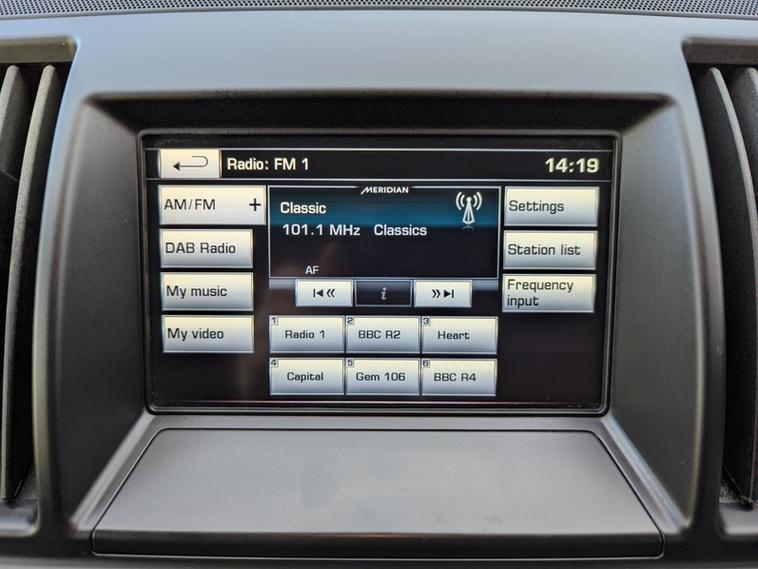 Radio: FM 1
14:19
AM/FM +
DAB Radio
My music
My video
MERIDIAN
Classic
101.1 MHz Classics
AF
i
Settings
Station list
Frequency
input
1 Radio 1
2 BBC R2
3 Heart
4 Capital
5 Gem 106
6 BBC R4